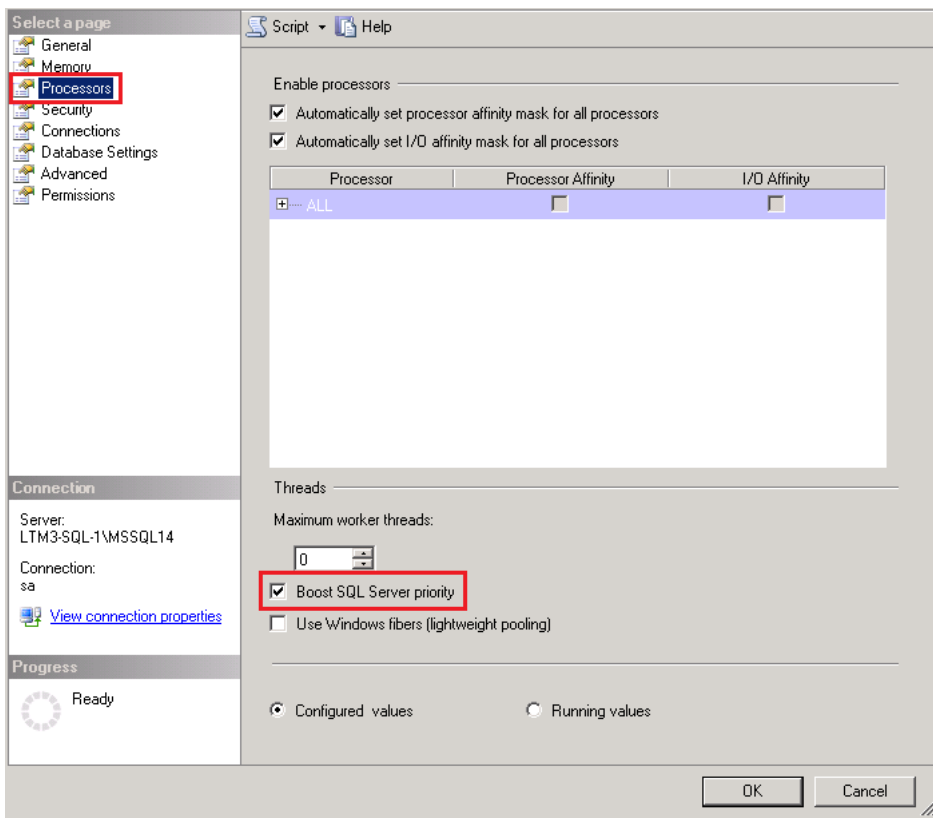 Select a page
General
Memory
Processors
Security
Connections
Database Settings
Advanced
Permissions
Connection
Server:
LTM3-SQL-1\MSSQL14
Connection:
sa
View connection properties
Progress
Ready
Script Help
Enable processors
Automatically set processor affinity mask for all processors
Automatically set I/O affinity mask for all processors
Processor Processor Affinity I/O Affinity
ALL
Threads
Maximum worker threads:
0
Boost SQL Server priority
Use Windows fibers (lightweight pooling)
Configured values Running values
OK Cancel